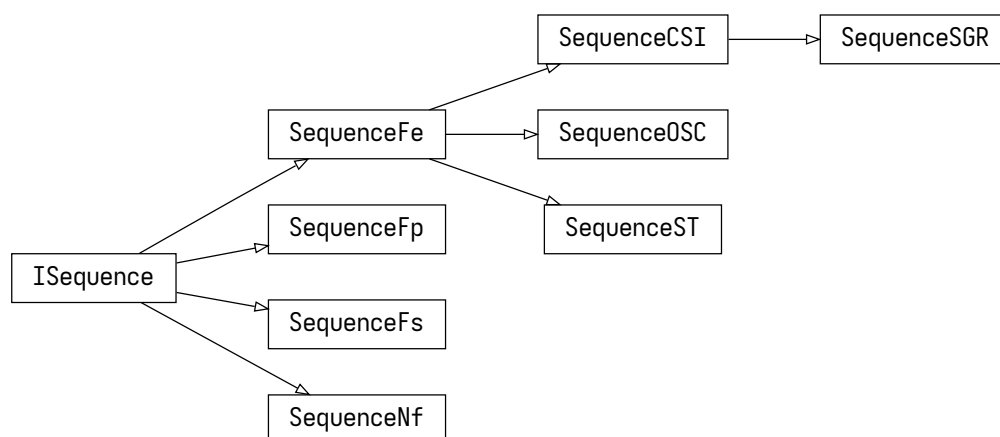 SequenceCSI
SequenceSGR
SequenceFe
SequenceOSC
SequenceFp
SequenceST
ISequence
SequenceFs
SequenceNf